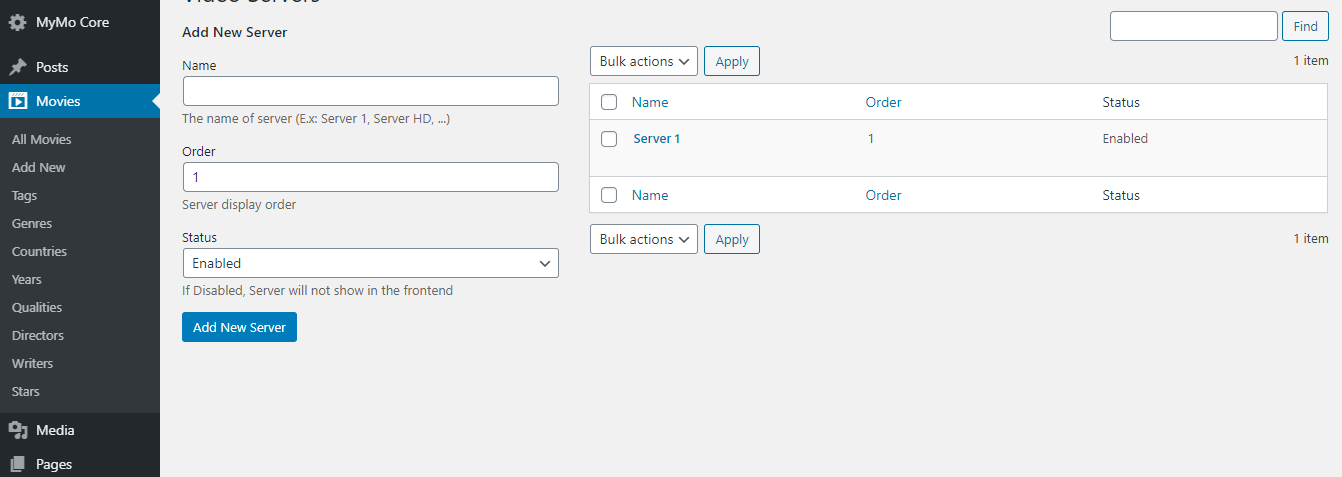 MyMo Core
Posts
Movies
All Movies
Add New
Tags
Genres
Countries
Years
Qualities
Directors
Writers
Stars
Media
Pages
Video Servers
Add New Server
Name
The name of server (E.x: Server 1, Server HD, ...)
Order
1
Server display order
Status
Enabled
If Disabled, Server will not show in the frontend
Add New Server
Find
Bulk actions
Apply
1 item
Name Order Status
Server 1 1 Enabled
Name Order Status
Bulk actions
Apply
1 item